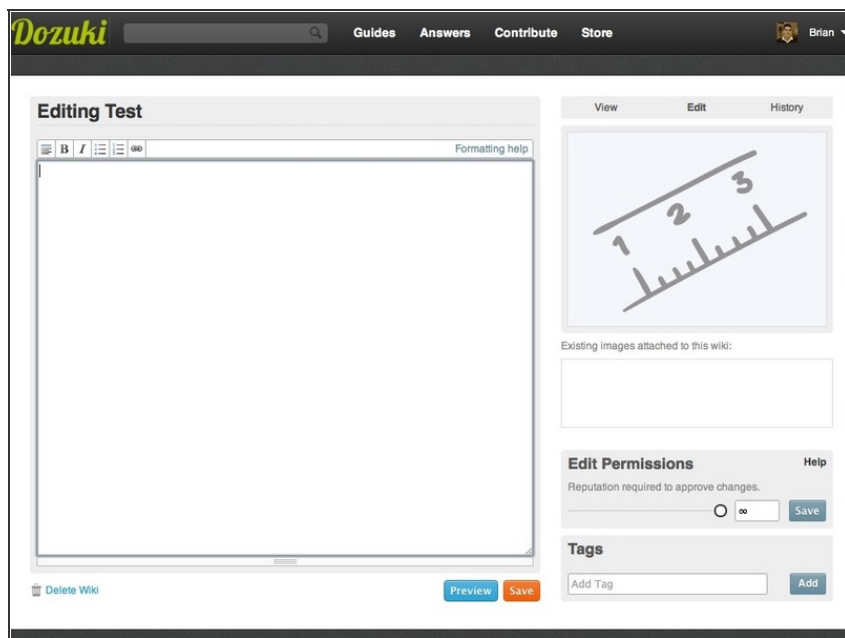 Dozuki
Guides Answers Contribute Store
Brian
Editing Test
B I
Formatting help
Delete Wiki
Preview Save
View Edit History
1 2 3
Existing images attached to this wiki:
Edit Permissions Help
Reputation required to approve changes.
∞ Save
Tags
Add Tag Add